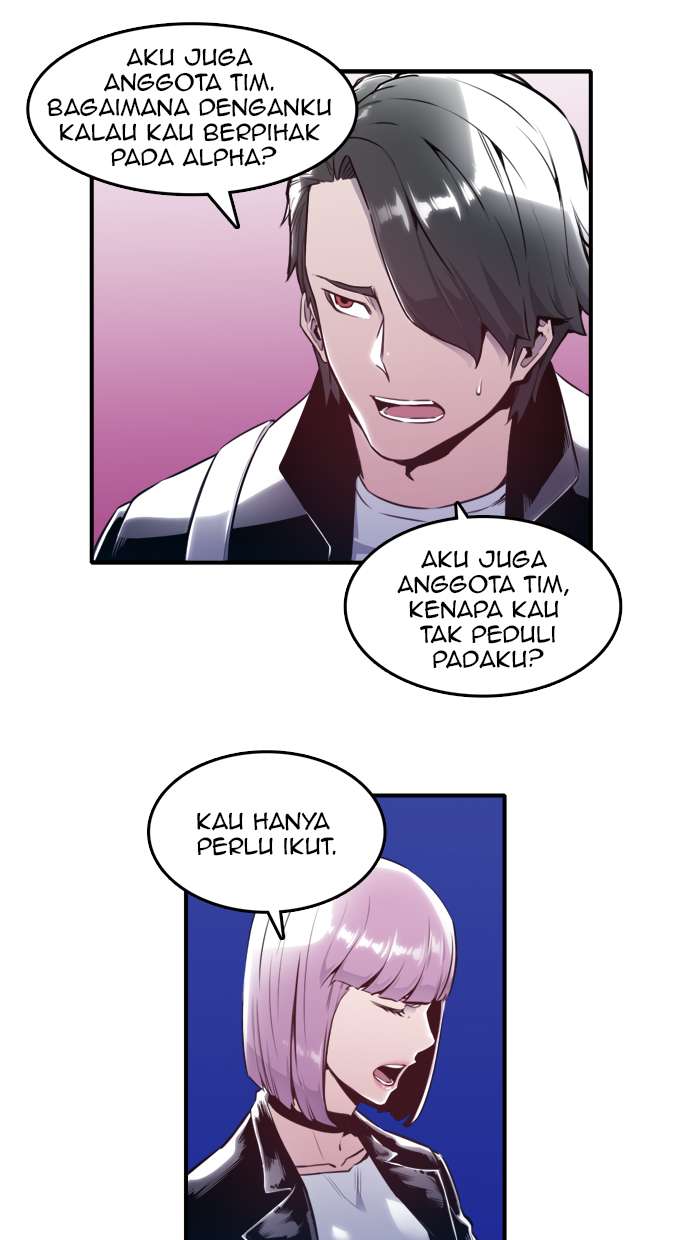 AKU JUGA
ANGGOTA TIM.
BAGAIMANA DENGANKU
KALAU KAU BERPIHAK
PADA ALPHA?
AKU JUGA
ANGGOTA TIM,
KENAPA KAU
TAK PEDULI
PADAKU?
KAU HANYA
PERLU IKUT.